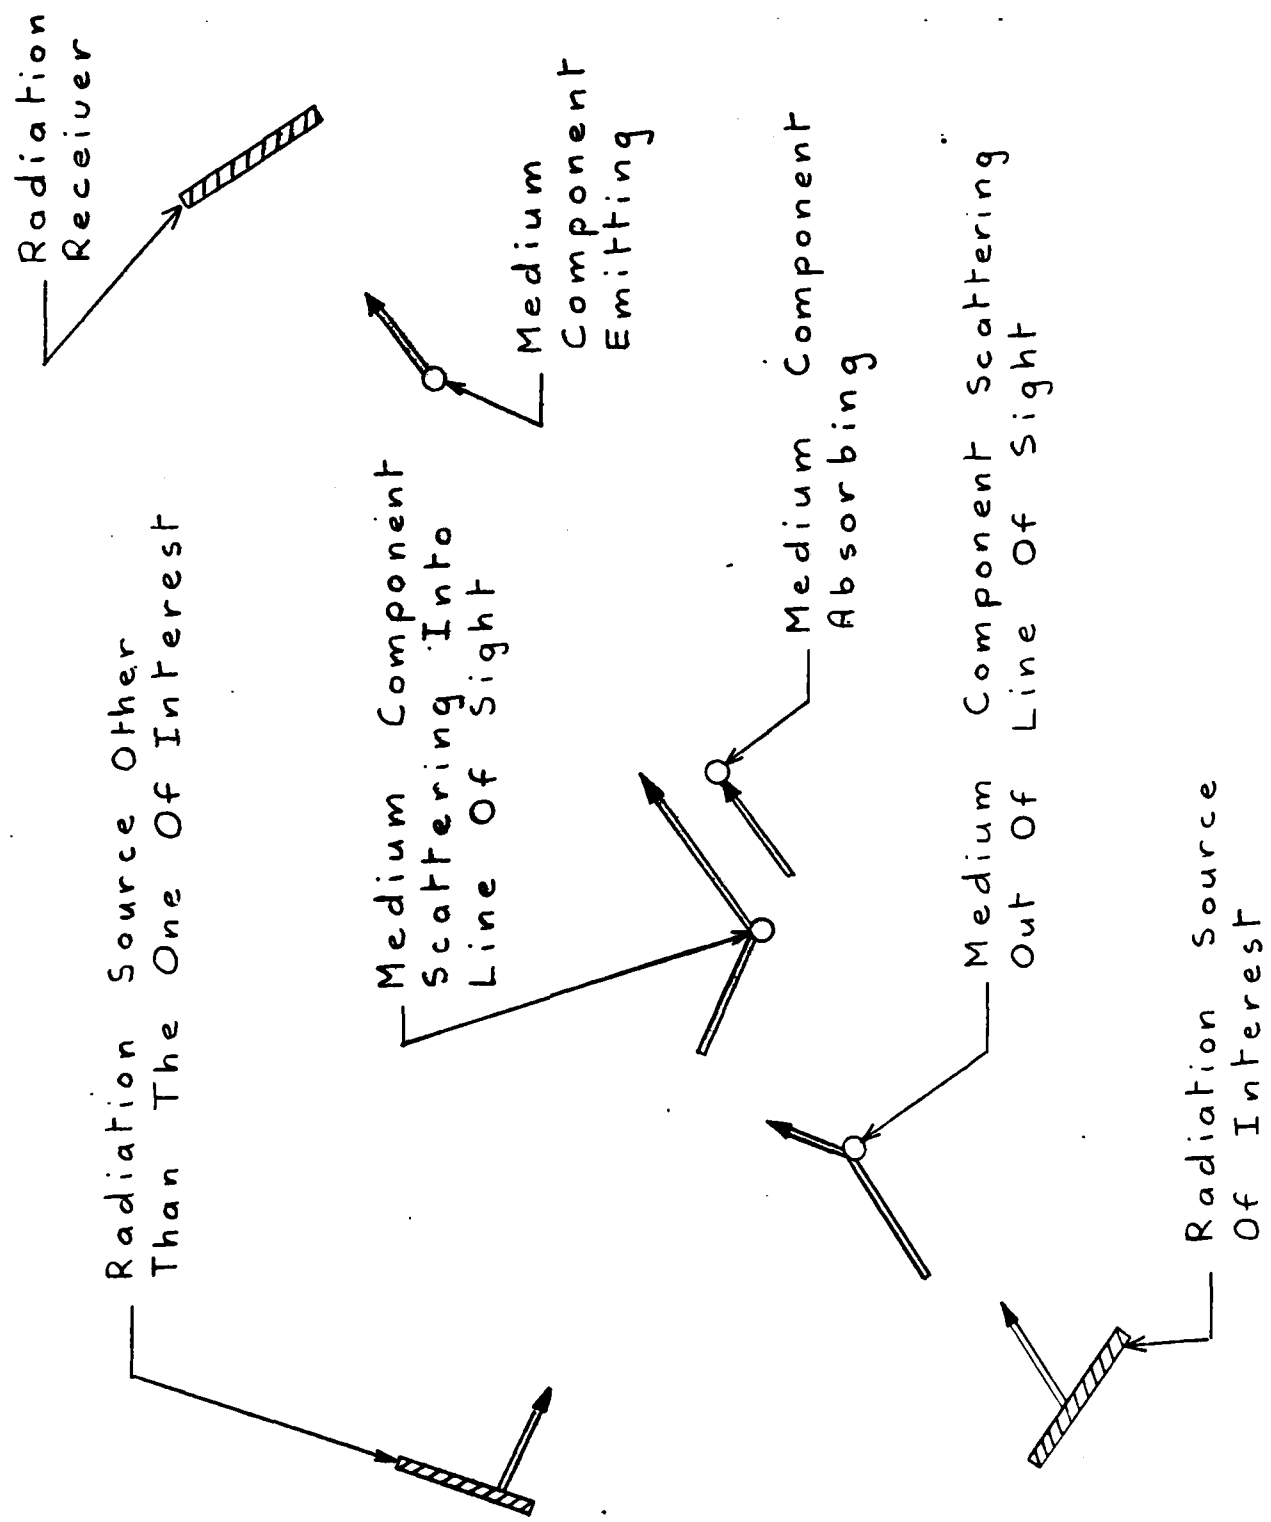 Radiation
Receiver
Radiation Source Other
Than The One Of Interest
Medium Component
Scattering Into
Line Of Sight
Medium
Component
Emitting
Medium Component
Absorbing
Medium Component Scattering
Out Of Line Of Sight
Radiation Source
Of Interest